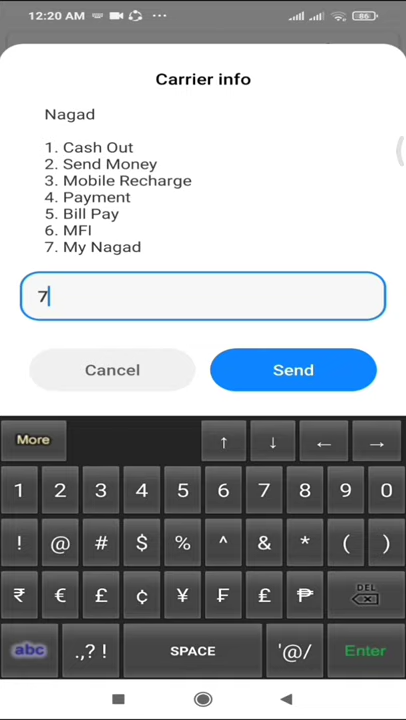 12:20 AM ... 86
Carrier info
Nagad
1. Cash Out
2. Send Money
3. Mobile Recharge
4. Payment
5. Bill Pay
6. MFI
7. My Nagad
7
Cancel Send
More ↑ ↓ ← →
1 2 3 4 5 6 7 8 9 0
! @ # $ % ^ & * ( )
₹ € £ ¢ ¥ ₣ £ ₱ DEL
abc .,? ! SPACE '@/ Enter